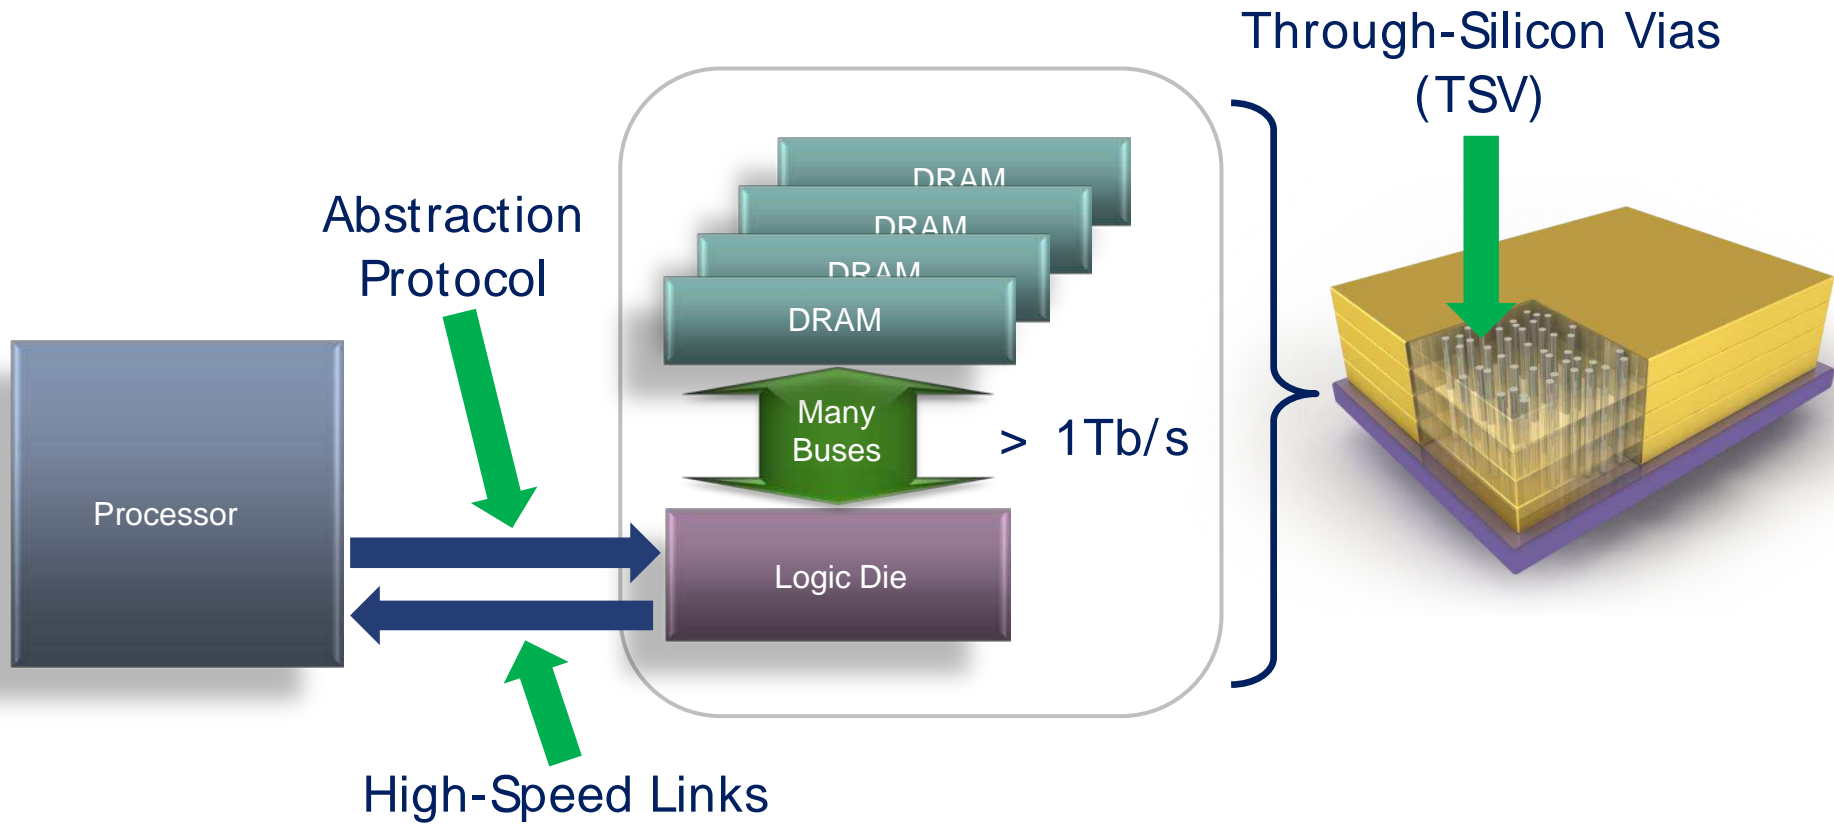 Through-Silicon Vias
(TSV)
Abstraction
Protocol
DRAM
DRAM
DRAM
DRAM
Many
Buses
> 1Tb/s
Processor
Logic Die
High-Speed Links